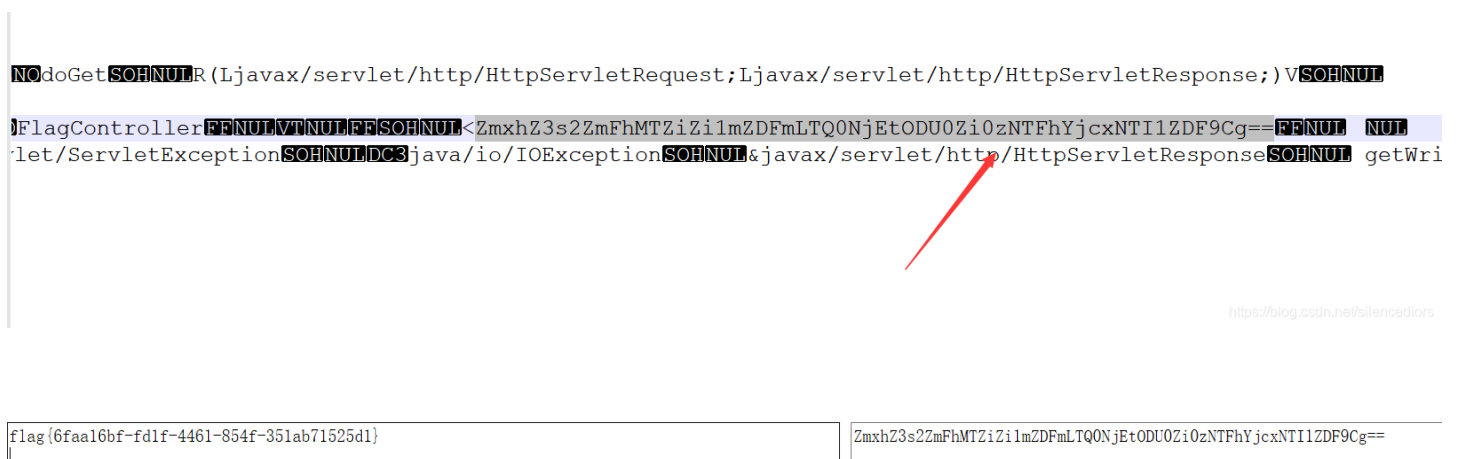 NODoGetSOHNULR(Ljavax/servlet/http/HttpServletRequest;Ljavax/servlet/http/HttpServletResponse;)VSOHNUL
FlagControllerFFNULVTNULFFSOHNUL<ZmxhZ3s2ZmFhMTZiZi1mZDFmLTQ0NjEtODU0Zi0zNTFhYjcxNTI1ZDF9Cg==FFNUL NUL
let/ServletExceptionSOHNULDC3java/io/IOExceptionSOHNUL&javax/servlet/http/HttpServletResponseSOHNUL getWri
https://blog.csdn.net/silencediors
flag{6faa16bf-fd1f-4461-854f-351ab71525d1}
ZmxhZ3s2ZmFhMTZiZi1mZDFmLTQ0NjEtODU0Zi0zNTFhYjcxNTI1ZDF9Cg==